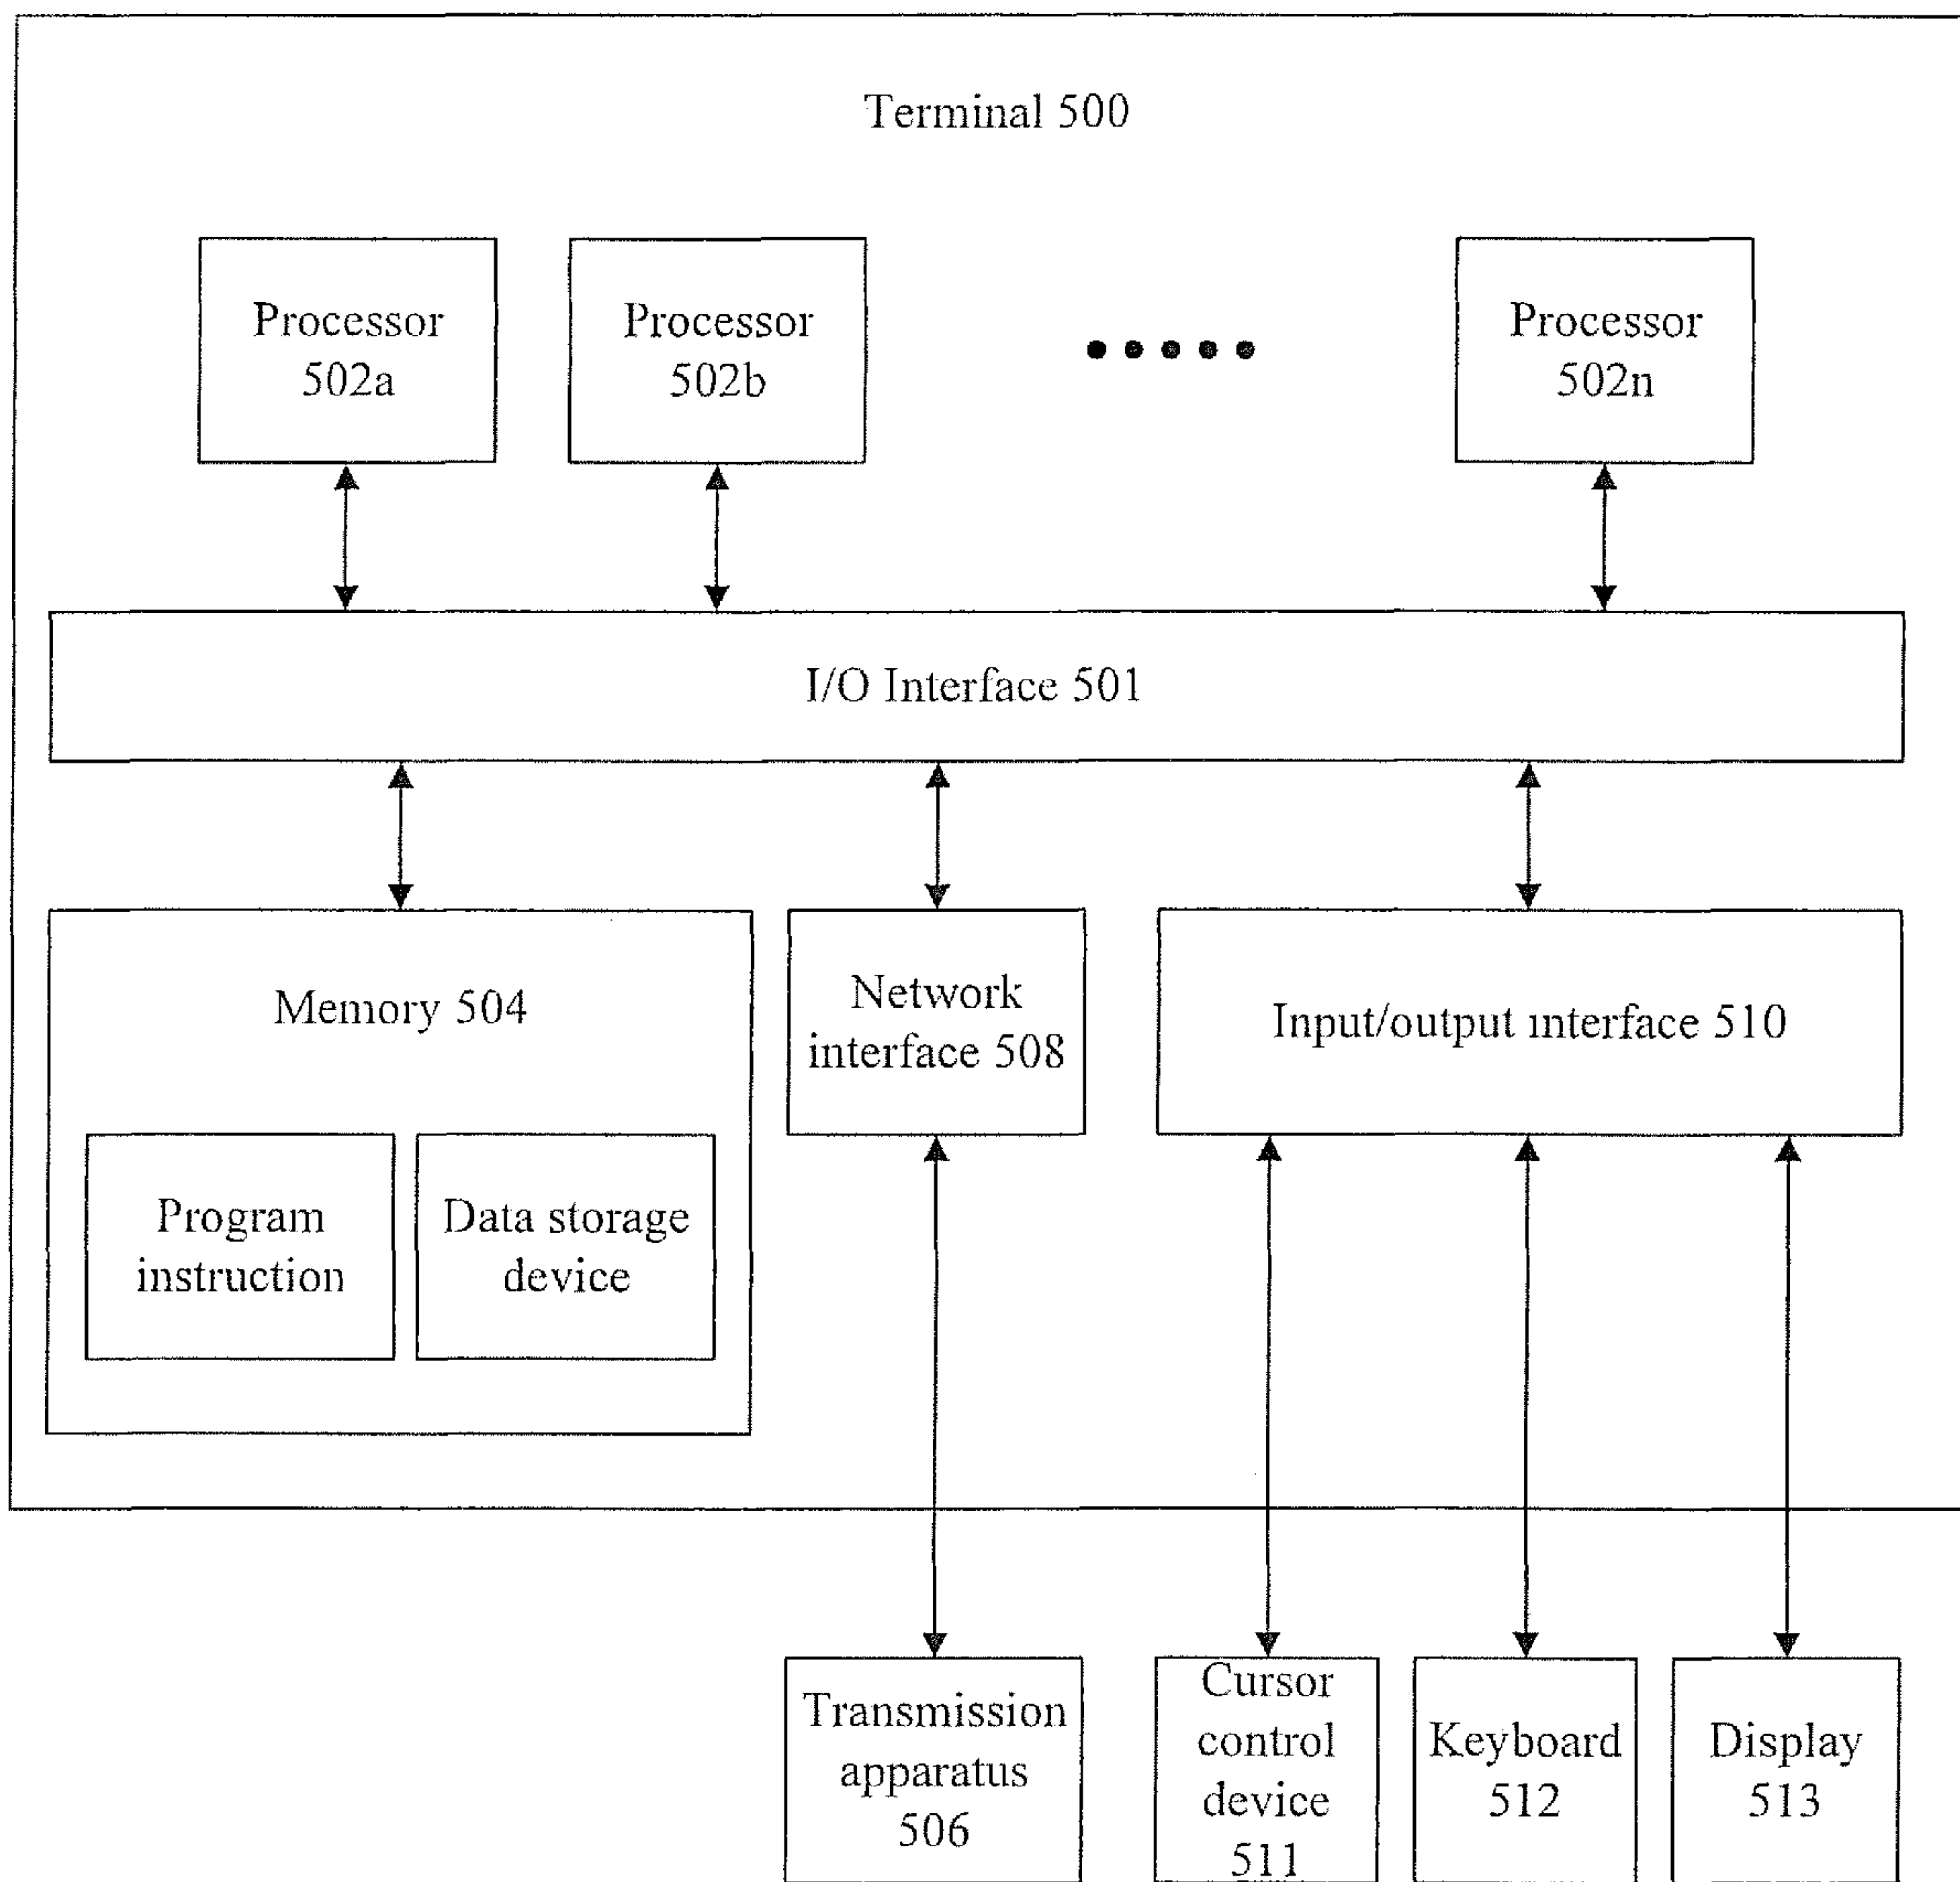 Terminal 500
Processor
502a
Processor
502b
Processor
502n
I/O Interface 501
Memory 504
Program
instruction
Data storage
device
Network
interface 508
Input/output interface 510
Transmission
apparatus
506
Cursor
control
device
511
Keyboard
512
Display
513